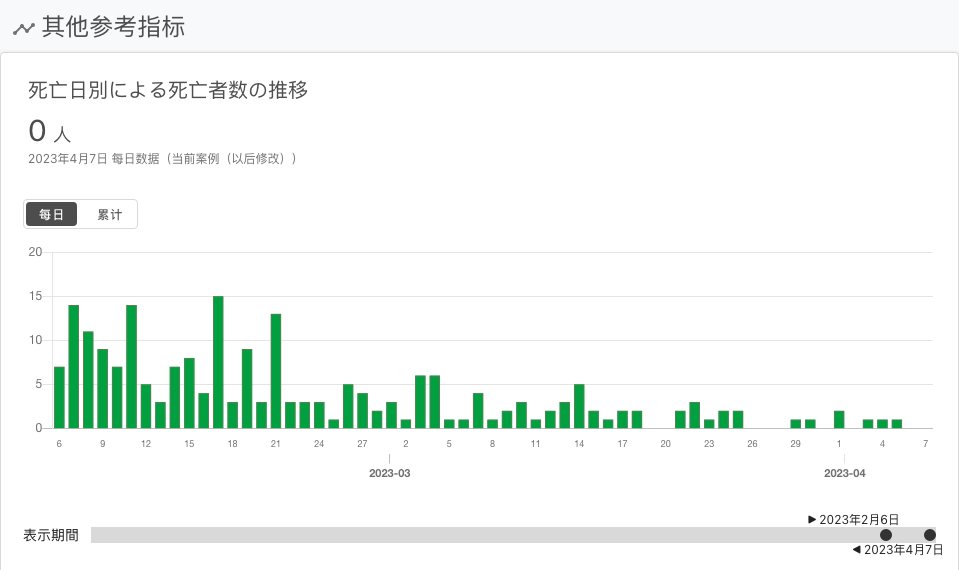 其他参考指标
死亡日別による死亡者数の推移
0 人
2023年4月7日 每日数据（当前案例（以后修改））
每日 累计
20
15
10
5
0
6 9 12 15 18 21 24 27 2 5 8 11 14 17 20 23 26 29 1 4 7
2023-03 2023-04
▶ 2023年2月6日
表示期間
◀ 2023年4月7日